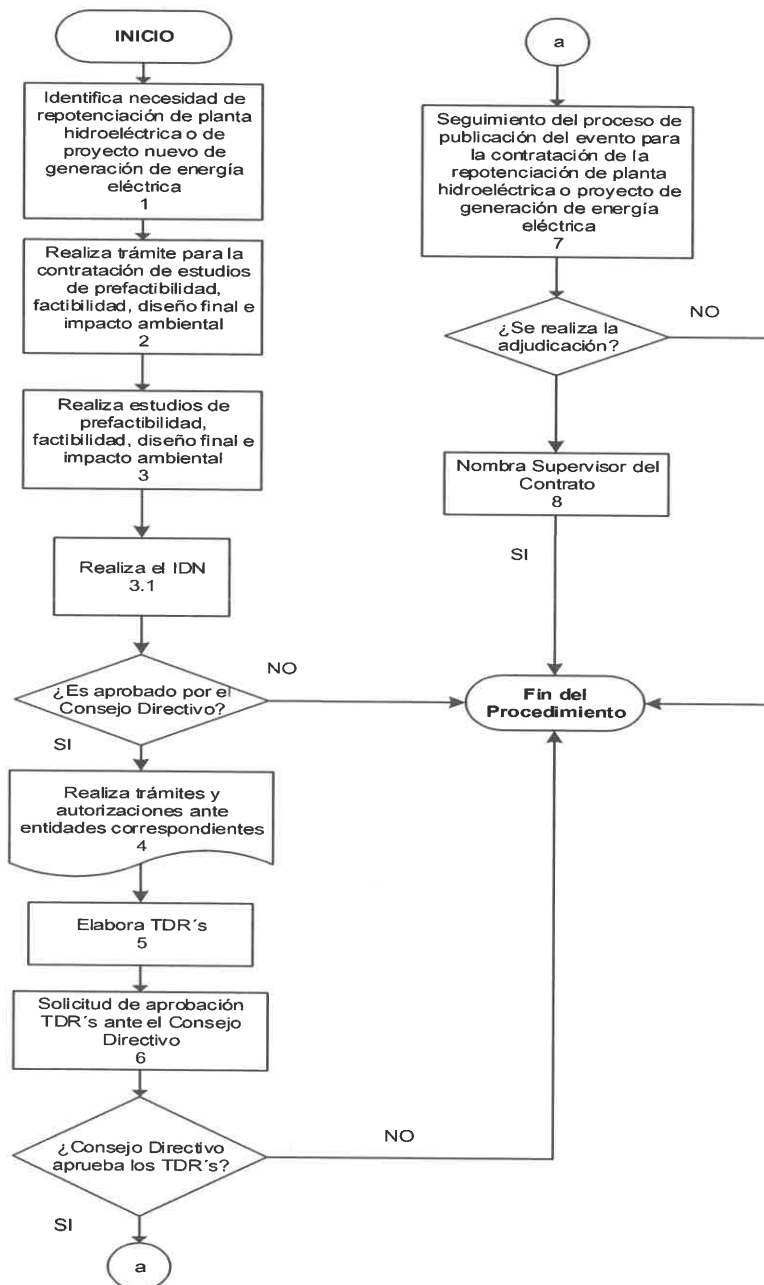 INICIO
Identifica necesidad de
repotenciación de planta
hidroeléctrica o de
proyecto nuevo de
generación de energía
eléctrica
1
Realiza trámite para la
contratación de estudios
de prefactibilidad,
factibilidad, diseño final e
impacto ambiental
2
Realiza estudios de
prefactibilidad,
factibilidad, diseño final e
impacto ambiental
3
Realiza el IDN
3.1
¿Es aprobado por el
Consejo Directivo?
NO
SI
Realiza trámites y
autorizaciones ante
entidades correspondientes
4
Elabora TDR´s
5
Solicitud de aprobación
TDR´s ante el Consejo
Directivo
6
¿Consejo Directivo
aprueba los TDR´s?
NO
SI
a
a
Seguimiento del proceso de
publicación del evento para
la contratación de la
repotenciación de planta
hidroeléctrica o proyecto de
generación de energía
eléctrica
7
¿Se realiza la
adjudicación?
NO
Nombra Supervisor del
Contrato
8
SI
Fin del
Procedimiento